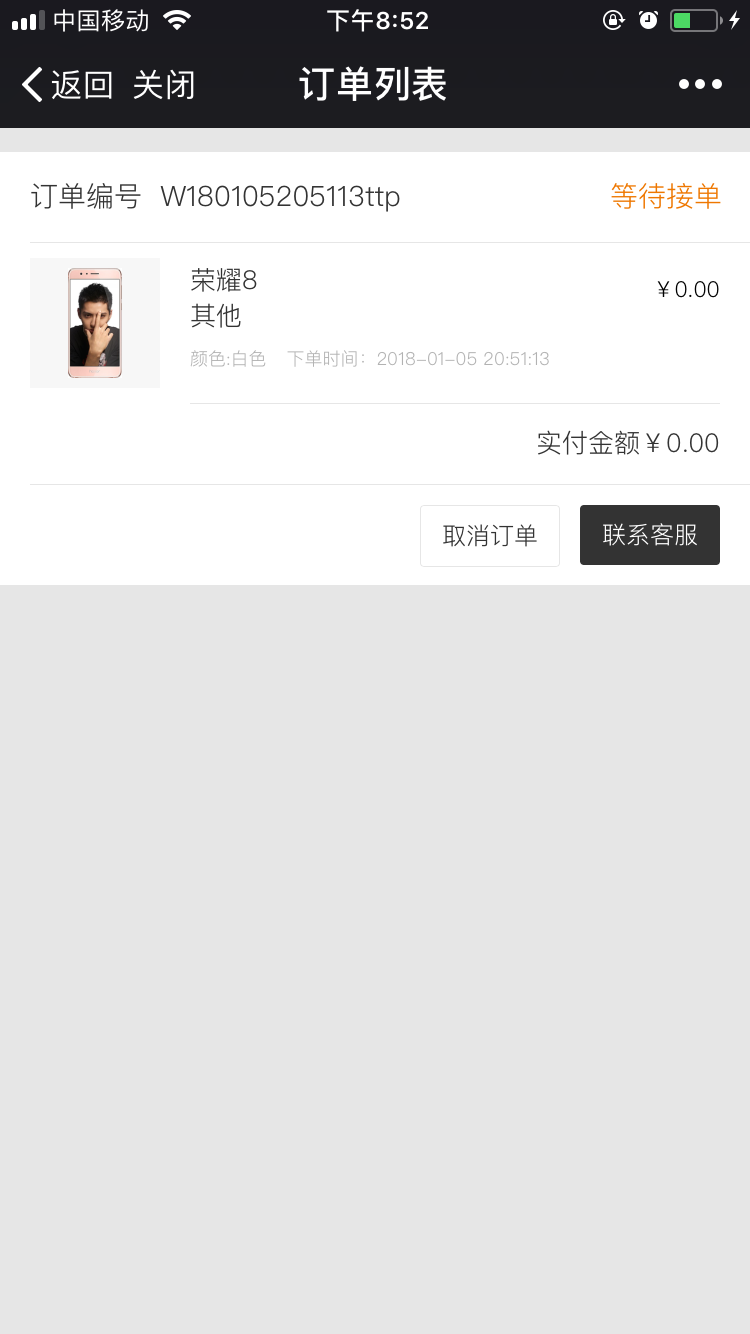 中国移动 下午8:52
返回 关闭 订单列表
订单编号 W180105205113ttp 等待接单
荣耀8
¥0.00
其他
颜色:白色 下单时间: 2018-01-05 20:51:13
实付金额¥0.00
取消订单 联系客服